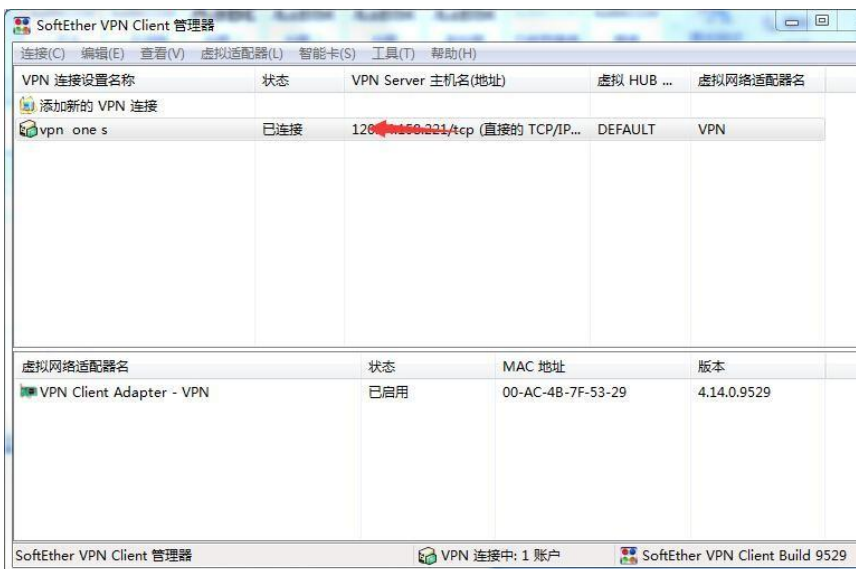 SoftEther VPN Client 管理器
连接(C) 编辑(E) 查看(V) 虚拟适配器(L) 智能卡(S) 工具(T) 帮助(H)
VPN 连接设置名称 状态 VPN Server 主机名(地址) 虚拟 HUB ... 虚拟网络适配器名
添加新的 VPN 连接
vpn one s 已连接 (直接的 TCP/IP... DEFAULT VPN
虚拟网络适配器名 状态 MAC 地址 版本
VPN Client Adapter - VPN 已启用 00-AC-4B-7F-53-29 4.14.0.9529
SoftEther VPN Client 管理器 VPN 连接中: 1 账户 SoftEther VPN Client Build 9529